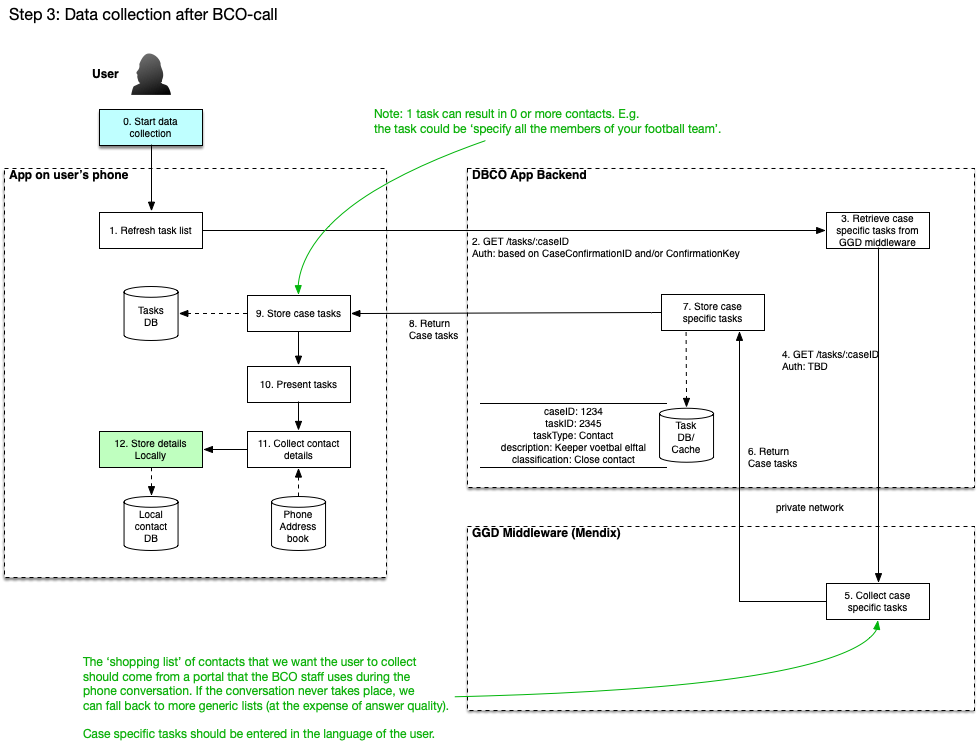 Step 3: Data collection after BCO-call
User
0. Start data
collection
Note: 1 task can result in 0 or more contacts. E.g.
the task could be ‘specify all the members of your football team’.
App on user's phone
DBCO App Backend
1. Refresh task list
3. Retrieve case
specific tasks from
GGD middleware
2. GET /tasks/:caseID
Auth: based on CaseConfirmationID and/or ConfirmationKey
Tasks
DB
9. Store case tasks
7. Store case
specific tasks
8. Return
Case tasks
4. GET /tasks/:caseID
Auth: TBD
10. Present tasks
caseID: 1234
taskID: 2345
taskType: Contact
description: Keeper voetbal elftal
classification: Close contact
Task
DB/
Cache
12. Store details
Locally
11. Collect contact
details
6. Return
Case tasks
Local
contact
DB
Phone
Address
book
private network
GGD Middleware (Mendix)
5. Collect case
specific tasks
The ‘shopping list’ of contacts that we want the user to collect
should come from a portal that the BCO staff uses during the
phone conversation. If the conversation never takes place, we
can fall back to more generic lists (at the expense of answer quality).
Case specific tasks should be entered in the language of the user.